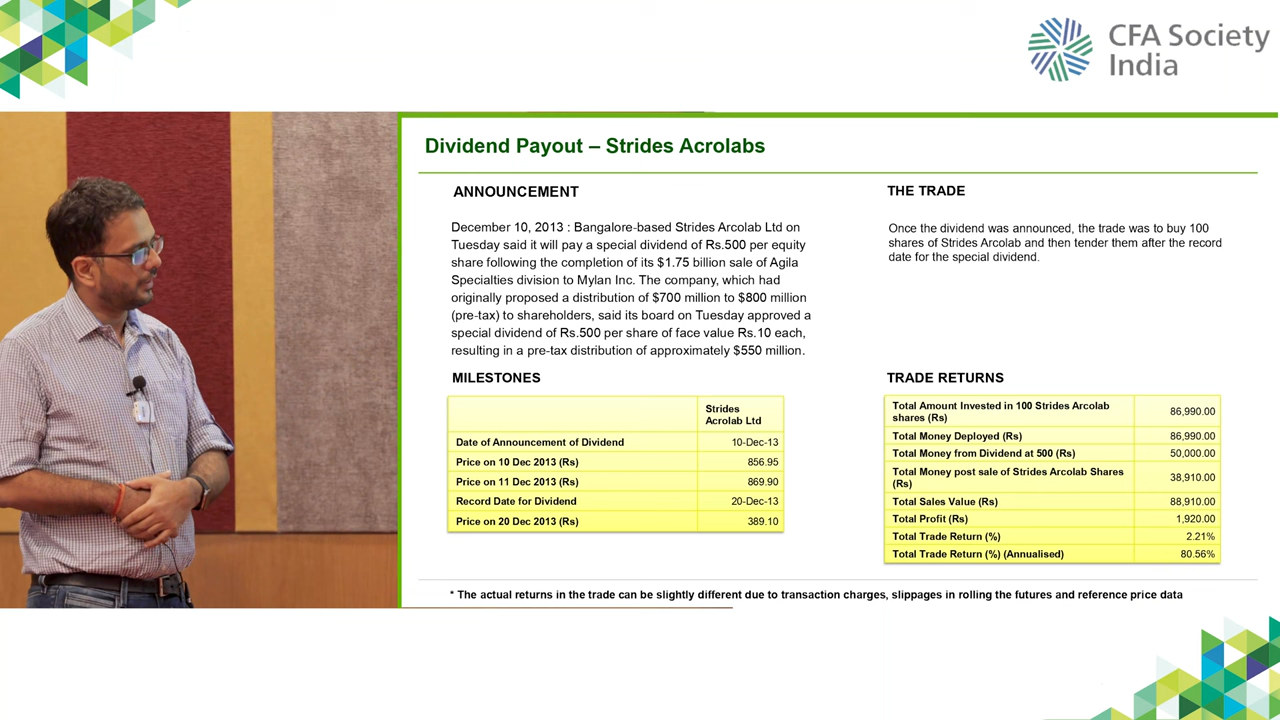 CFA Society
India
Dividend Payout – Strides Acrolabs
ANNOUNCEMENT
December 10, 2013 : Bangalore-based Strides Arcolab Ltd on
Tuesday said it will pay a special dividend of Rs.500 per equity
share following the completion of its $1.75 billion sale of Agila
Specialties division to Mylan Inc. The company, which had
originally proposed a distribution of $700 million to $800 million
(pre-tax) to shareholders, said its board on Tuesday approved a
special dividend of Rs.500 per share of face value Rs.10 each,
resulting in a pre-tax distribution of approximately $550 million.
THE TRADE
Once the dividend was announced, the trade was to buy 100
shares of Strides Arcolab and then tender them after the record
date for the special dividend.
MILESTONES
Strides
Acrolab Ltd
Date of Announcement of Dividend 10-Dec-13
Price on 10 Dec 2013 (Rs) 856.95
Price on 11 Dec 2013 (Rs) 869.90
Record Date for Dividend 20-Dec-13
Price on 20 Dec 2013 (Rs) 389.10
TRADE RETURNS
Total Amount Invested in 100 Strides Arcolab
shares (Rs) 86,990.00
Total Money Deployed (Rs) 86,990.00
Total Money from Dividend at 500 (Rs) 50,000.00
Total Money post sale of Strides Arcolab Shares
(Rs) 38,910.00
Total Sales Value (Rs) 88,910.00
Total Profit (Rs) 1,920.00
Total Trade Return (%) 2.21%
Total Trade Return (%) (Annualised) 80.56%
* The actual returns in the trade can be slightly different due to transaction charges, slippages in rolling the futures and reference price data